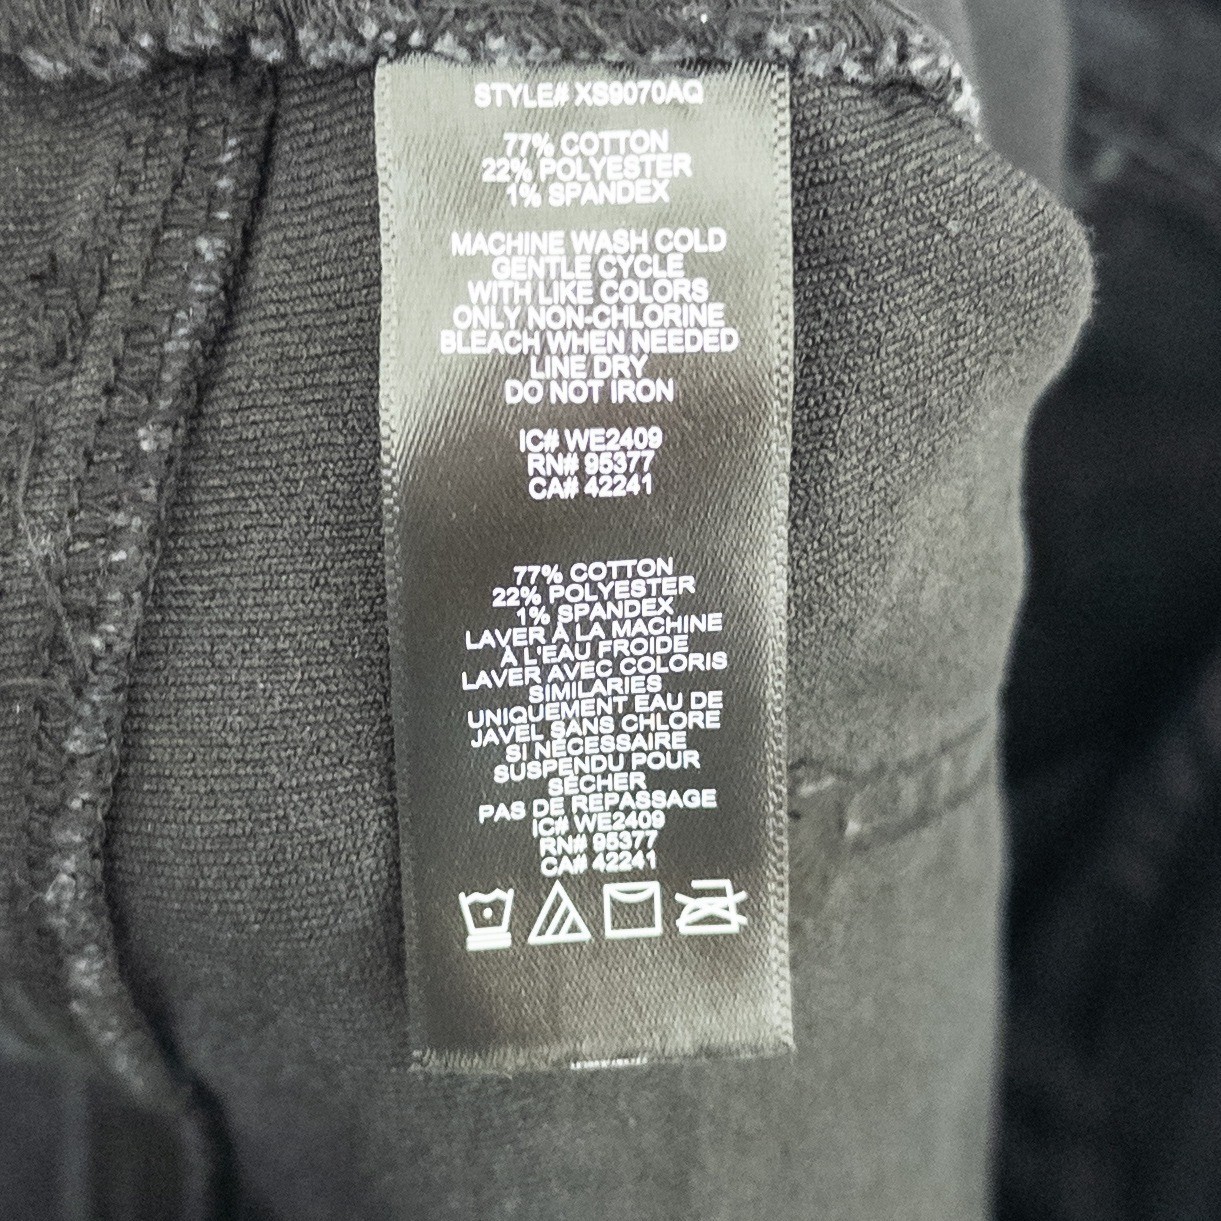 STYLE# XS9070AQ
77% COTTON
22% POLYESTER
1% SPANDEX
MACHINE WASH COLD
GENTLE CYCLE
WITH LIKE COLORS
ONLY NON-CHLORINE
BLEACH WHEN NEEDED
LINE DRY
DO NOT IRON
IC# WE2409
RN# 95377
CA# 42241
77% COTTON
22% POLYESTER
1% SPANDEX
LAVER À LA MACHINE
À L'EAU FROIDE
LAVER AVEC COLORIS
SIMILARIES
UNIQUEMENT EAU DE
JAVEL SANS CHLORE
SI NÉCESSAIRE
SUSPENDU POUR
SÉCHER
PAS DE REPASSAGE
IC# WE2409
RN# 95377
CA# 42241